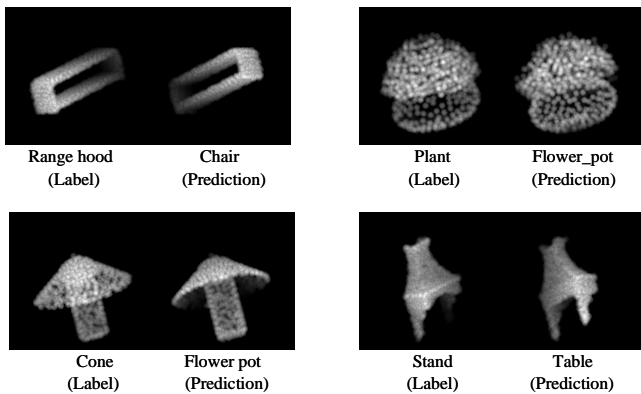 Range hood Chair
(Label) (Prediction)
Plant Flower_pot
(Label) (Prediction)
Cone Flower pot
(Label) (Prediction)
Stand Table
(Label) (Prediction)